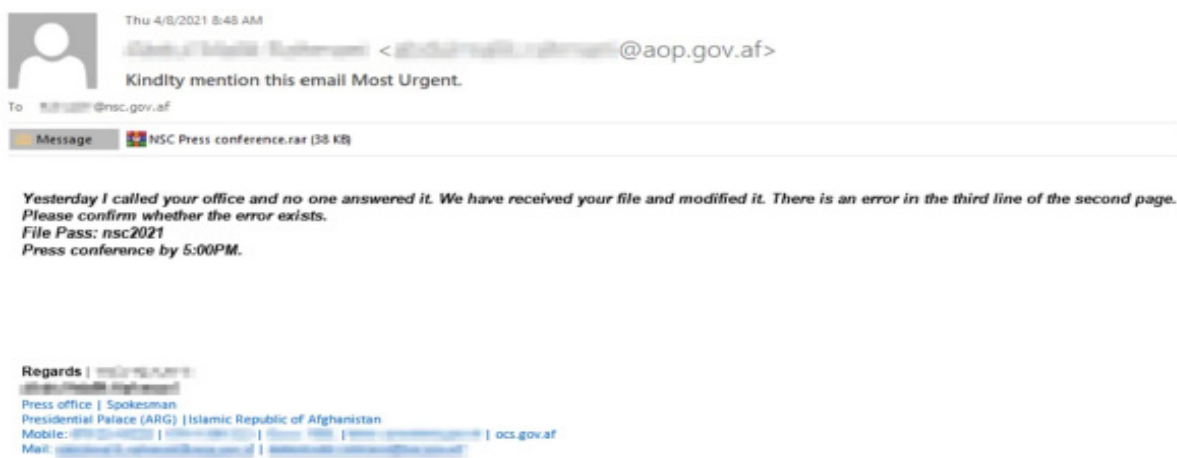 Thu 4/8/2021 8:48 AM
< @aop.gov.af>
Kindlty mention this email Most Urgent.
To @nsc.gov.af
Message NSC Press conference.rar (38 KB)
Yesterday I called your office and no one answered it. We have received your file and modified it. There is an error in the third line of the second page.
Please confirm whether the error exists.
File Pass: nsc2021
Press conference by 5:00PM.
Regards |
Press office | Spokesman
Presidential Palace (ARG) | Islamic Republic of Afghanistan
Mobile: | | | | ocs.gov.af
Mail: |